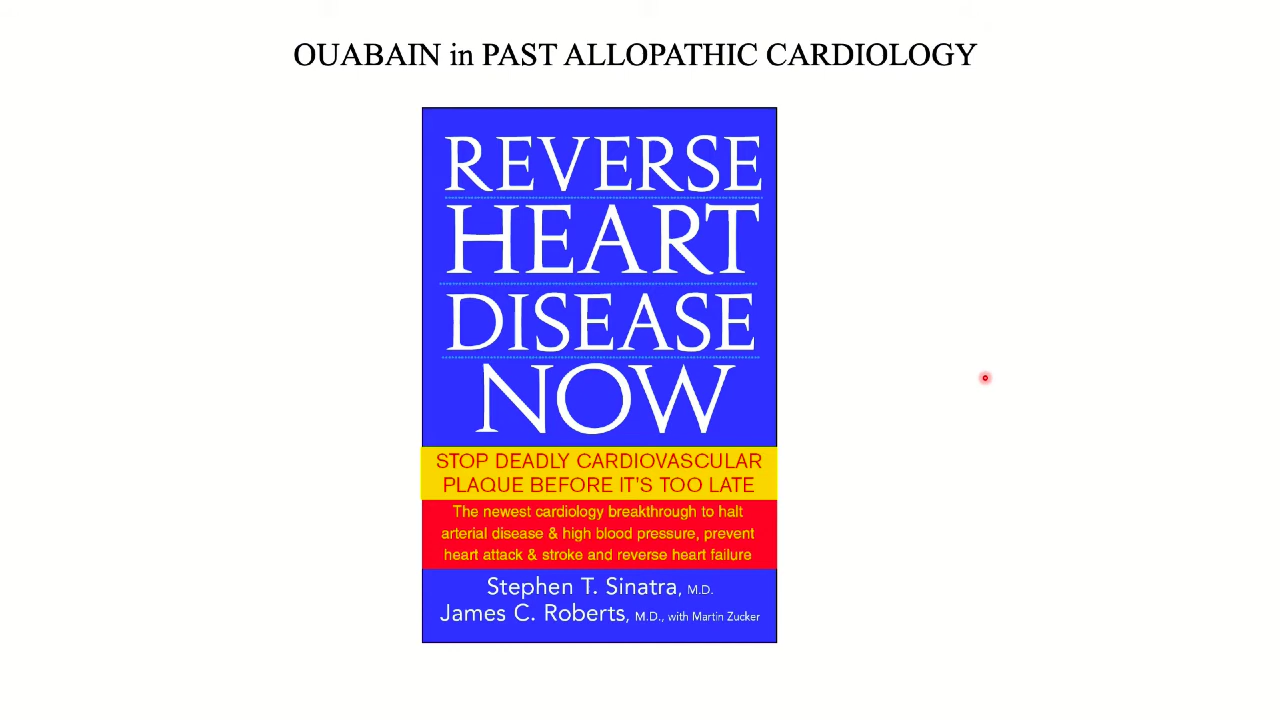 OUABAIN in PAST ALLOPATHIC CARDIOLOGY
REVERSE
HEART
DISEASE
NOW
STOP DEADLY CARDIOVASCULAR
PLAQUE BEFORE IT'S TOO LATE
The newest cardiology breakthrough to halt
arterial disease & high blood pressure, prevent
heart attack & stroke and reverse heart failure
Stephen T. Sinatra, M.D.
James C. Roberts, M.D., with Martin Zucker